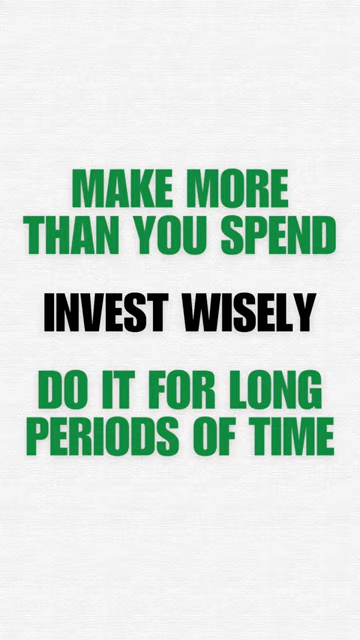 MAKE MORE
THAN YOU SPEND
INVEST WISELY
DO IT FOR LONG
PERIODS OF TIME